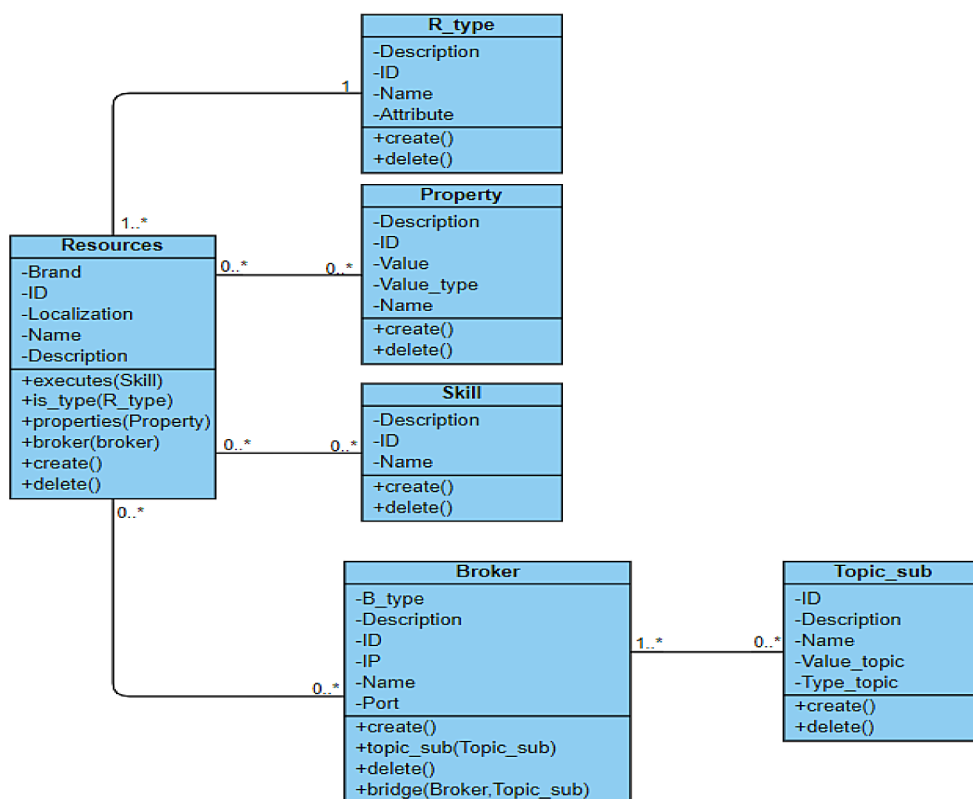 R_type
-Description
-ID
-Name
-Attribute
+create()
+delete()
1
1..*
Property
-Description
-ID
-Value
-Value_type
-Name
+create()
+delete()
Resources
-Brand
-ID
-Localization
-Name
-Description
+executes(Skill)
+is_type(R_type)
+properties(Property)
+broker(broker)
+create()
+delete()
0..*
0..*
Skill
-Description
-ID
-Name
+create()
+delete()
0..*
0..*
0..*
0..*
Broker
-B_type
-Description
-ID
-IP
-Name
-Port
+create()
+topic_sub(Topic_sub)
+delete()
+bridge(Broker,Topic_sub)
1..*
0..*
Topic_sub
-ID
-Description
-Name
-Value_topic
-Type_topic
+create()
+delete()